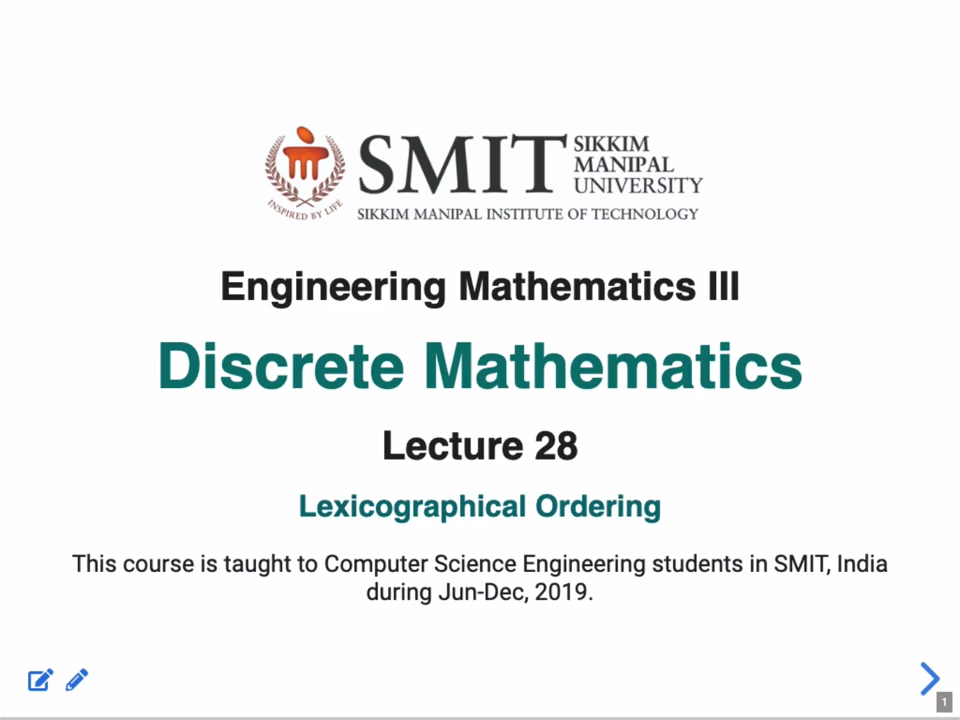 SMIT
SIKKIM
MANIPAL
UNIVERSITY
INSPIRED BY LIFE
SIKKIM MANIPAL INSTITUTE OF TECHNOLOGY
Engineering Mathematics III
Discrete Mathematics
Lecture 28
Lexicographical Ordering
This course is taught to Computer Science Engineering students in SMIT, India
during Jun-Dec, 2019.
1